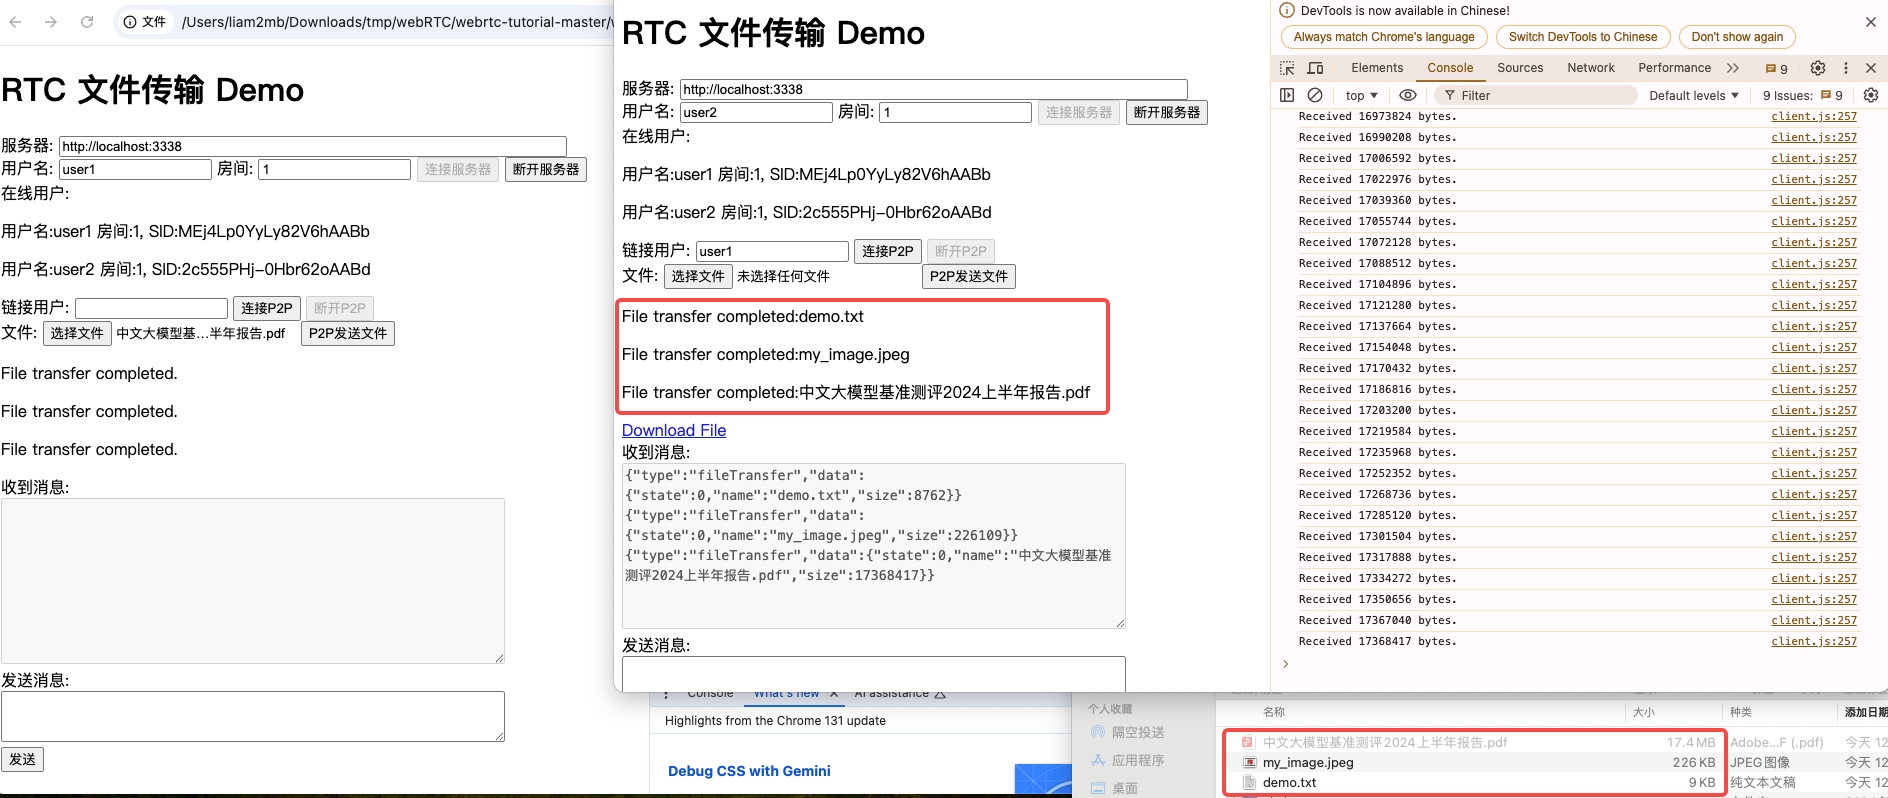 文件
/Users/liam2mb/Downloads/tmp/webRTC/webrtc-tutorial-master/
RTC 文件传输 Demo
服务器: http://localhost:3338
用户名: user1 房间: 1 连接服务器 断开服务器
在线用户:
用户名:user1 房间:1, SID:MEj4Lp0YyLy82V6hAABb
用户名:user2 房间:1, SID:2c555PHj-0Hbr62oAABd
链接用户: 连接P2P 断开P2P
文件: 选择文件 中文大模型基...半年报告.pdf P2P发送文件
File transfer completed.
File transfer completed.
File transfer completed.
收到消息:
发送消息:
发送
RTC 文件传输 Demo
服务器: http://localhost:3338
用户名: user2 房间: 1 连接服务器 断开服务器
在线用户:
用户名:user1 房间:1, SID:MEj4Lp0YyLy82V6hAABb
用户名:user2 房间:1, SID:2c555PHj-0Hbr62oAABd
链接用户: user1 连接P2P 断开P2P
文件: 选择文件 未选择任何文件 P2P发送文件
File transfer completed:demo.txt
File transfer completed:my_image.jpeg
File transfer completed:中文大模型基准测评2024上半年报告.pdf
Download File
收到消息:
{"type":"fileTransfer","data":
{"state":0,"name":"demo.txt","size":8762}}
{"type":"fileTransfer","data":
{"state":0,"name":"my_image.jpeg","size":226109}}
{"type":"fileTransfer","data":{"state":0,"name":"中文大模型基准
测评2024上半年报告.pdf","size":17368417}}
发送消息:
DevTools is now available in Chinese!
Always match Chrome's language Switch DevTools to Chinese Don't show again
Elements Console Sources Network Performance 9
top Filter Default levels 9 Issues: 9
Received 16973824 bytes. client.js:257
Received 16990208 bytes. client.js:257
Received 17006592 bytes. client.js:257
Received 17022976 bytes. client.js:257
Received 17039360 bytes. client.js:257
Received 17055744 bytes. client.js:257
Received 17072128 bytes. client.js:257
Received 17088512 bytes. client.js:257
Received 17104896 bytes. client.js:257
Received 17121280 bytes. client.js:257
Received 17137664 bytes. client.js:257
Received 17154048 bytes. client.js:257
Received 17170432 bytes. client.js:257
Received 17186816 bytes. client.js:257
Received 17203200 bytes. client.js:257
Received 17219584 bytes. client.js:257
Received 17235968 bytes. client.js:257
Received 17252352 bytes. client.js:257
Received 17268736 bytes. client.js:257
Received 17285120 bytes. client.js:257
Received 17301504 bytes. client.js:257
Received 17317888 bytes. client.js:257
Received 17334272 bytes. client.js:257
Received 17350656 bytes. client.js:257
Received 17367040 bytes. client.js:257
Received 17368417 bytes. client.js:257
Console What's new AI assistance
Highlights from the Chrome 131 update
Debug CSS with Gemini
个人收藏
隔空投送
应用程序
桌面
名称 大小 种类 添加日期
中文大模型基准测评2024上半年报告.pdf 17.4 MB Adobe...F (.pdf) 今天 12
my_image.jpeg 226 KB JPEG图像 今天 12
demo.txt 9 KB 纯文本文稿 今天 12